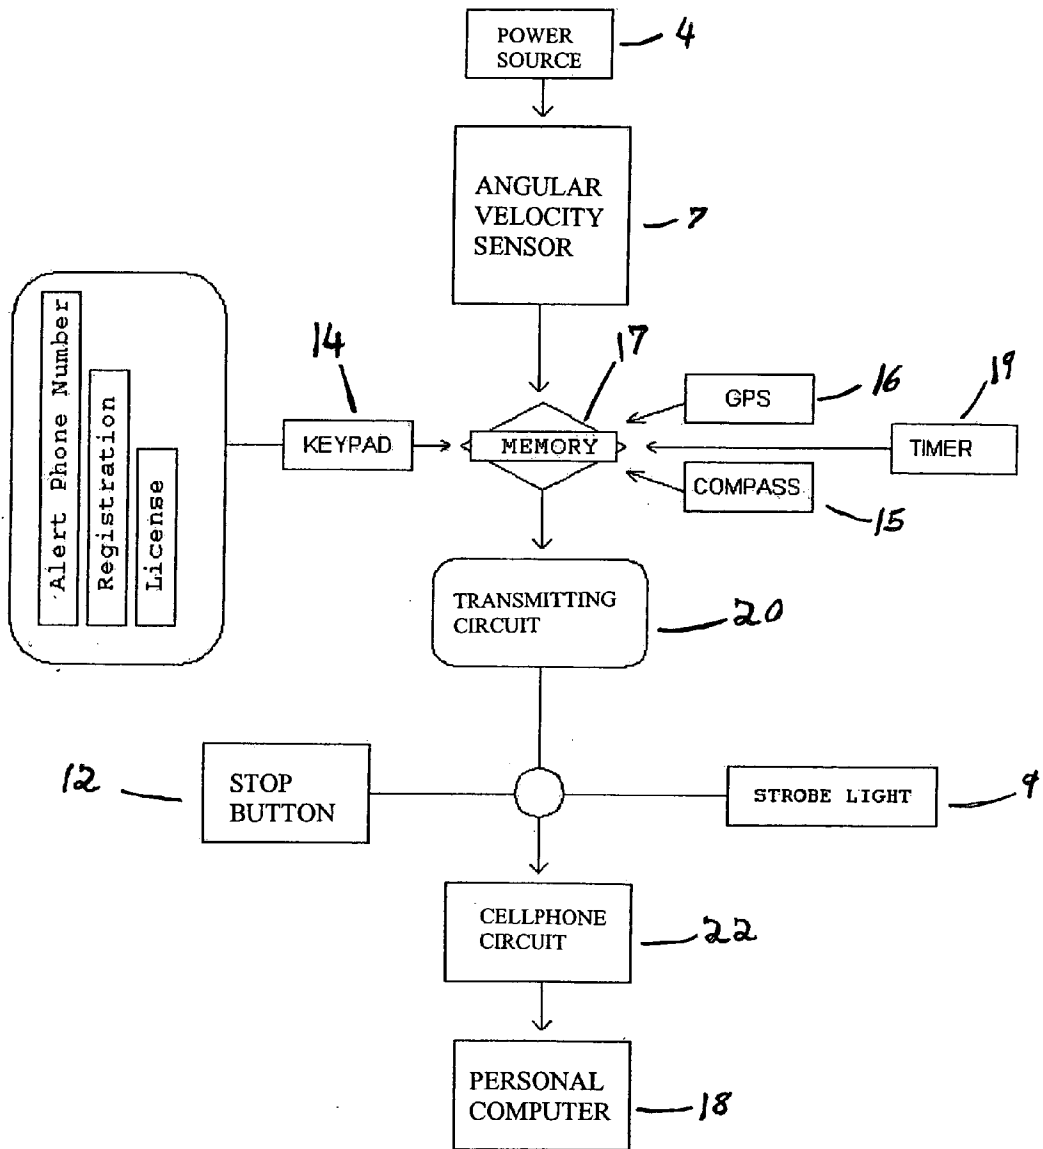 POWER
SOURCE
4
ANGULAR
VELOCITY
SENSOR
7
Alert Phone Number
Registration
License
14
KEYPAD
17
MEMORY
GPS
16
19
TIMER
COMPASS
15
TRANSMITTING
CIRCUIT
20
12
STOP
BUTTON
STROBE LIGHT
9
CELLPHONE
CIRCUIT
22
PERSONAL
COMPUTER
18